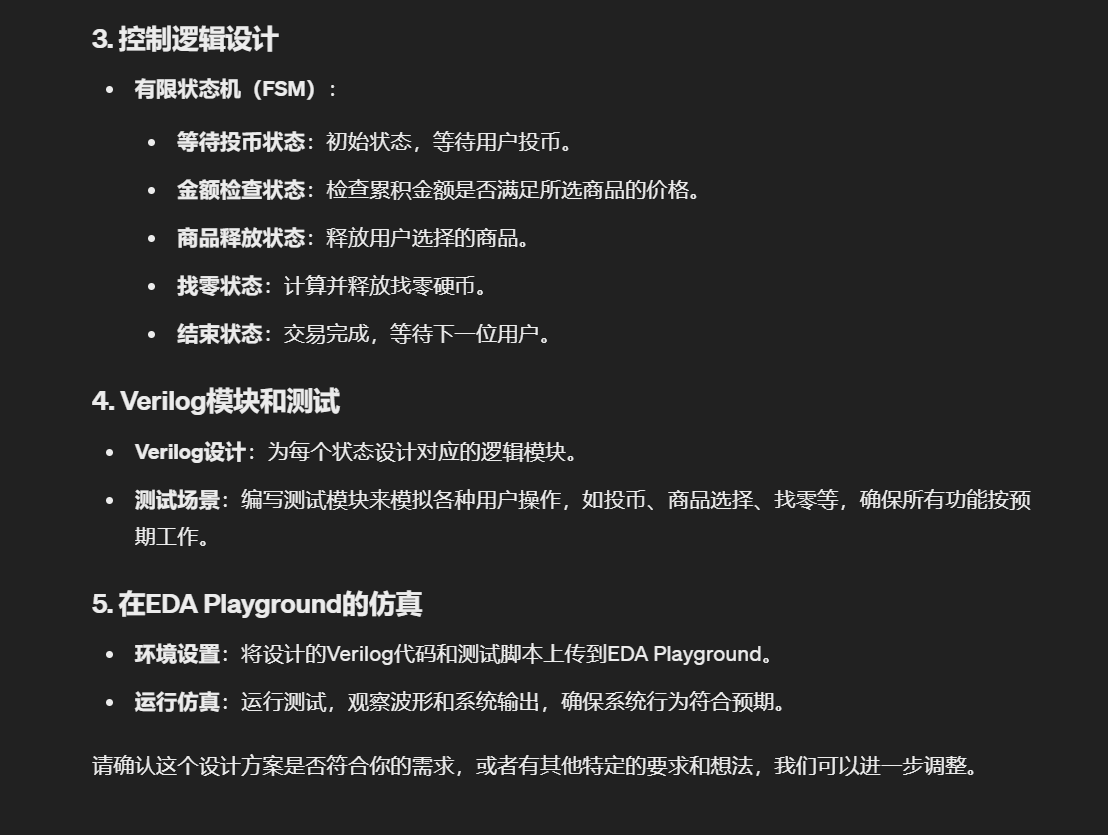 3. 控制逻辑设计
• 有限状态机（FSM）：
• 等待投币状态：初始状态，等待用户投币。
• 金额检查状态：检查累积金额是否满足所选商品的价格。
• 商品释放状态：释放用户选择的商品。
• 找零状态：计算并释放找零硬币。
• 结束状态：交易完成，等待下一位用户。
4. Verilog模块和测试
• Verilog设计：为每个状态设计对应的逻辑模块。
• 测试场景：编写测试模块来模拟各种用户操作，如投币、商品选择、找零等，确保所有功能按预
期工作。
5. 在EDA Playground的仿真
• 环境设置：将设计的Verilog代码和测试脚本上传到EDA Playground。
• 运行仿真：运行测试，观察波形和系统输出，确保系统行为符合预期。
请确认这个设计方案是否符合你的需求，或者有其他特定的要求和想法，我们可以进一步调整。